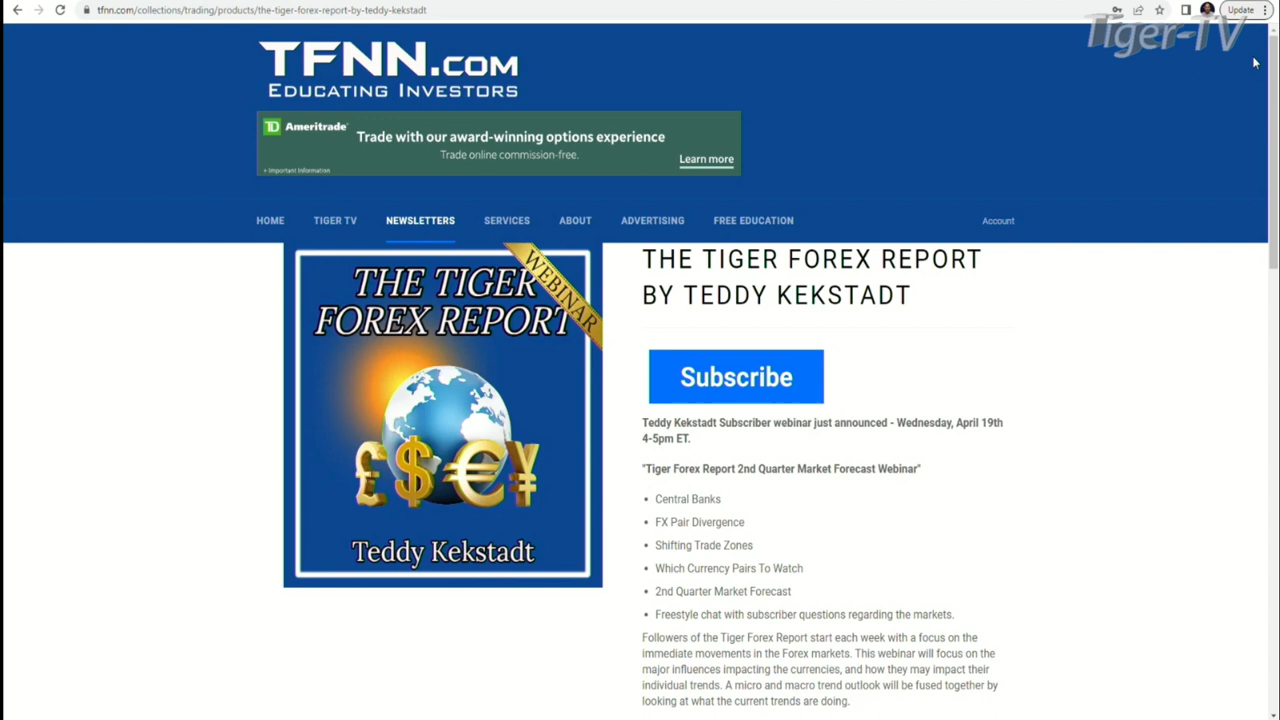 tfnn.com/collections/trading/products/the-tiger-forex-report-by-teddy-kekstadt
Update
Tiger-TV
TFNN.COM
EDUCATING INVESTORS
TD Ameritrade
Trade with our award-winning options experience
Trade online commission-free.
Learn more
+ Important Information
HOME TIGER TV NEWSLETTERS SERVICES ABOUT ADVERTISING FREE EDUCATION Account
THE TIGER
FOREX REPORT
WEBINAR
£$€¥
Teddy Kekstadt
THE TIGER FOREX REPORT
BY TEDDY KEKSTADT
Subscribe
Teddy Kekstadt Subscriber webinar just announced - Wednesday, April 19th
4-5pm ET.
"Tiger Forex Report 2nd Quarter Market Forecast Webinar"
• Central Banks
• FX Pair Divergence
• Shifting Trade Zones
• Which Currency Pairs To Watch
• 2nd Quarter Market Forecast
• Freestyle chat with subscriber questions regarding the markets.
Followers of the Tiger Forex Report start each week with a focus on the
immediate movements in the Forex markets. This webinar will focus on the
major influences impacting the currencies, and how they may impact their
individual trends. A micro and macro trend outlook will be fused together by
looking at what the current trends are doing.